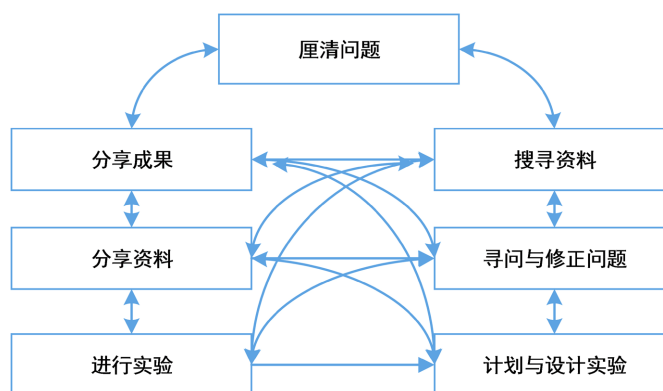 厘清问题
分享成果
搜寻资料
分享资料
寻问与修正问题
进行实验
计划与设计实验